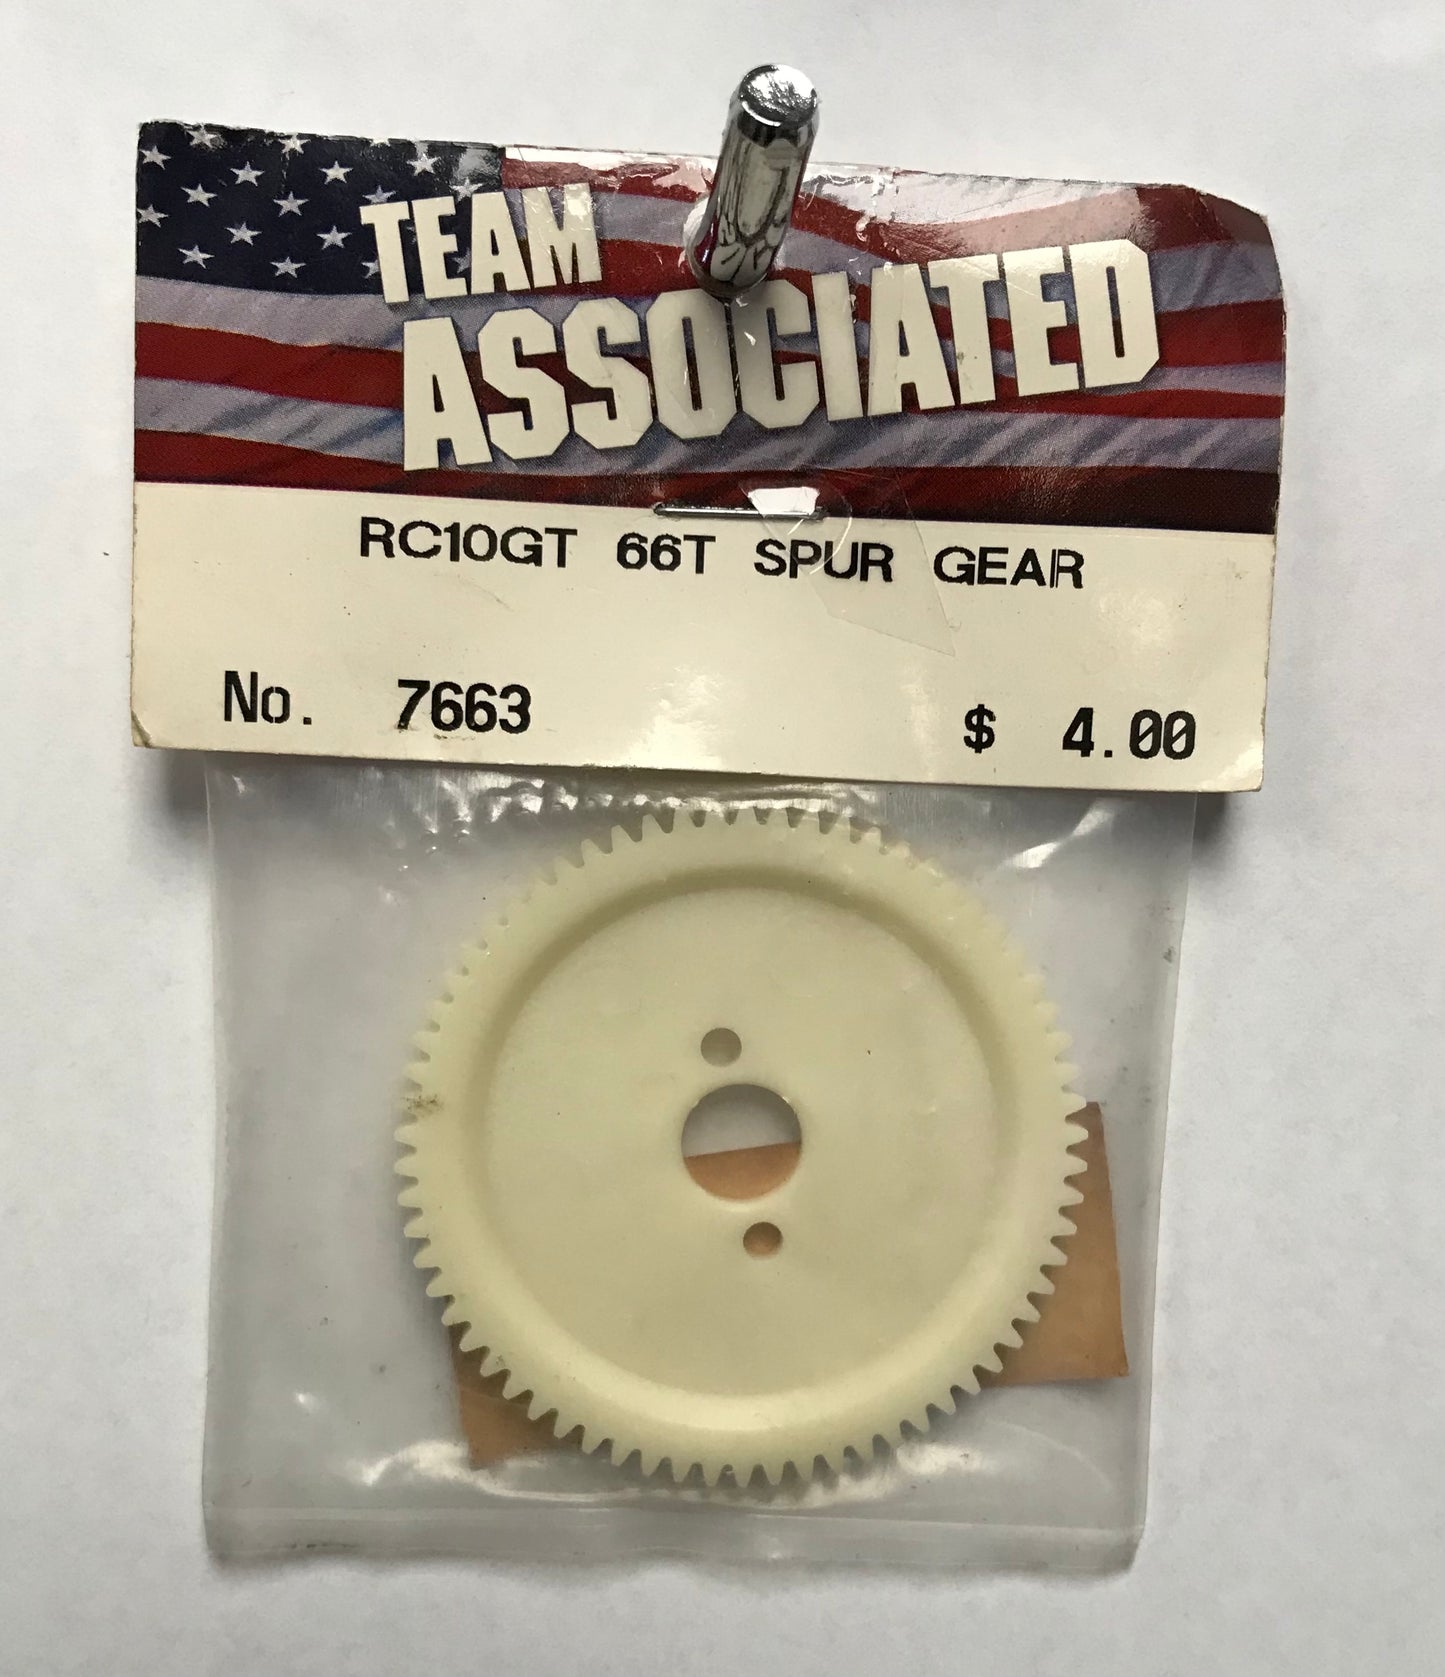 TEAM
ASSOCIATED
RC10GT 66T SPUR GEAR
No. 7663 $ 4.00